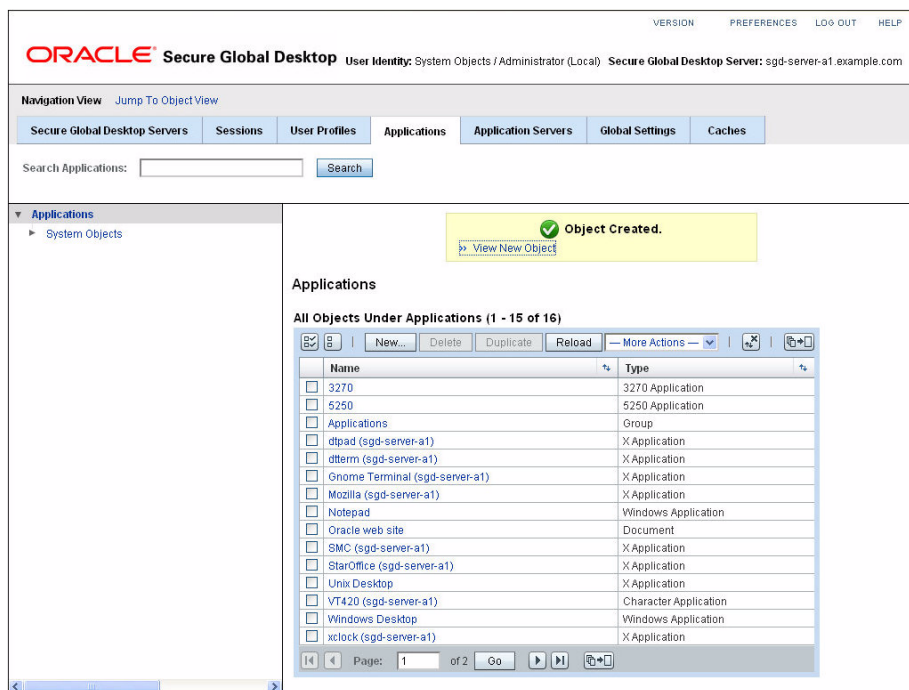 VERSION PREFERENCES LOG OUT HELP
ORACLE Secure Global Desktop User Identity: System Objects / Administrator (Local) Secure Global Desktop Server: sgd-server-a1.example.com
Navigation View Jump To Object View
Secure Global Desktop Servers Sessions User Profiles Applications Application Servers Global Settings Caches
Search Applications: Search
Applications
System Objects
Object Created.
›› View New Object
Applications
All Objects Under Applications (1 - 15 of 16)
New... Delete Duplicate Reload — More Actions —
Name Type
3270 3270 Application
5250 5250 Application
Applications Group
dtpad (sgd-server-a1) X Application
dtterm (sgd-server-a1) X Application
Gnome Terminal (sgd-server-a1) X Application
Mozilla (sgd-server-a1) X Application
Notepad Windows Application
Oracle web site Document
SMC (sgd-server-a1) X Application
StarOffice (sgd-server-a1) X Application
Unix Desktop X Application
VT420 (sgd-server-a1) Character Application
Windows Desktop Windows Application
xclock (sgd-server-a1) X Application
Page: 1 of 2 Go